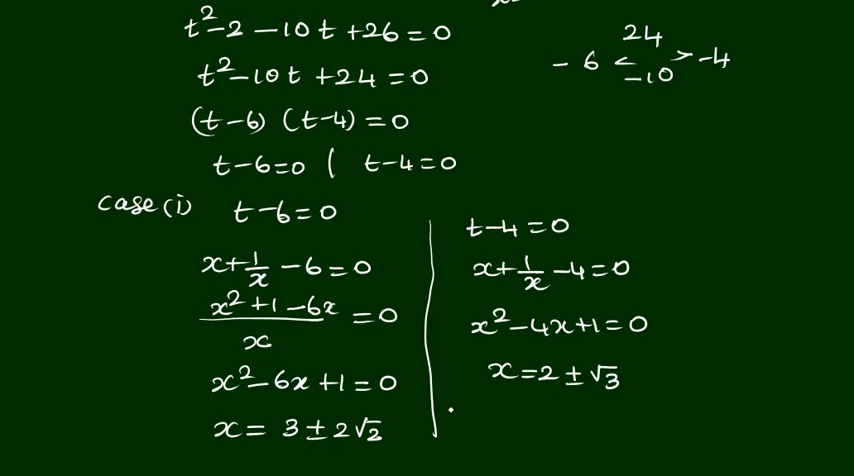 t²-2-10t+26=0
t²-10t+24=0
24
-6 < > -4
-10
(t-6) (t-4)=0
t-6=0 | t-4=0
case(i) t-6=0
x+1/x-6=0
(x²+1-6x)/x=0
x²-6x+1=0
x=3±2√2
t-4=0
x+1/x-4=0
x²-4x+1=0
x=2±√3